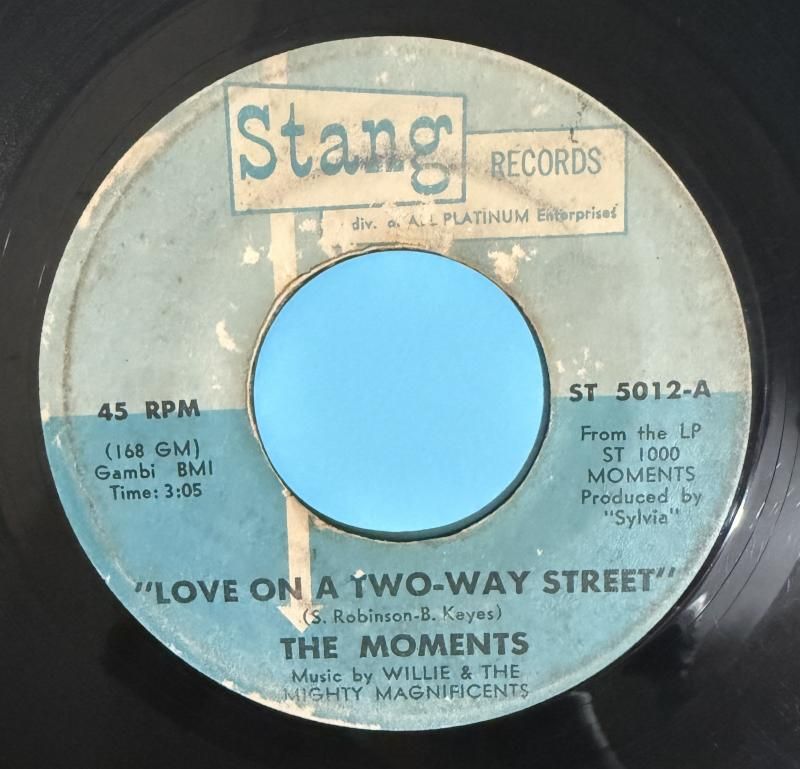 Stang
RECORDS
div. ALL PLATINUM Enterprises
45 RPM
(168 GM)
Gambi BMI
Time: 3:05
ST 5012-A
From the LP
ST 1000
MOMENTS
Produced by
"Sylvia"
"LOVE ON A TWO-WAY STREET"
(S. Robinson-B. Keyes)
THE MOMENTS
Music by WILLIE & THE
MIGHTY MAGNIFICENTS